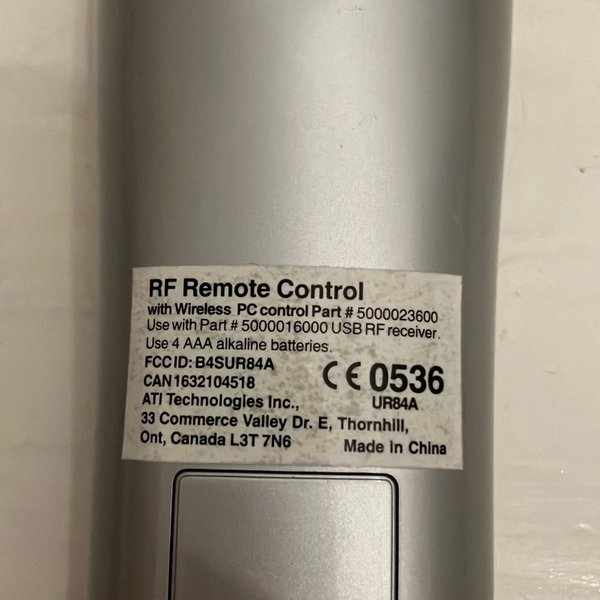 RF Remote Control
with Wireless PC control Part # 5000023600
Use with Part # 5000016000 USB RF receiver.
Use 4 AAA alkaline batteries.
FCC ID: B4SUR84A
CAN 1632104518
CE 0536
ATI Technologies Inc.,
UR84A
33 Commerce Valley Dr. E, Thornhill,
Ont, Canada L3T 7N6
Made In China